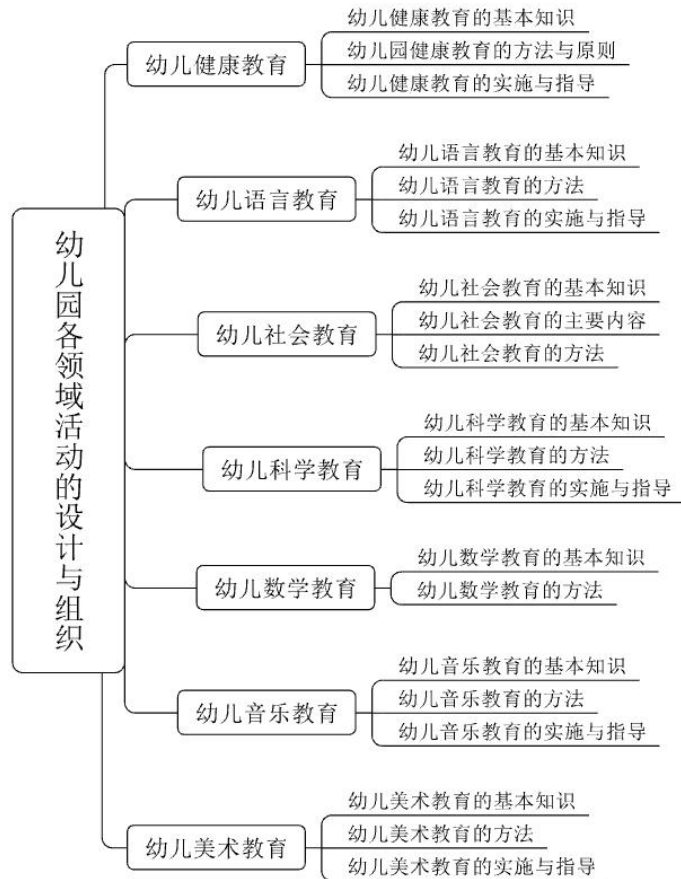 幼儿园各领域活动的设计与组织
幼儿健康教育
幼儿健康教育的基本知识
幼儿园健康教育的方法与原则
幼儿健康教育的实施与指导
幼儿语言教育
幼儿语言教育的基本知识
幼儿语言教育的方法
幼儿语言教育的实施与指导
幼儿社会教育
幼儿社会教育的基本知识
幼儿社会教育的主要内容
幼儿社会教育的方法
幼儿科学教育
幼儿科学教育的基本知识
幼儿科学教育的方法
幼儿科学教育的实施与指导
幼儿数学教育
幼儿数学教育的基本知识
幼儿数学教育的方法
幼儿音乐教育
幼儿音乐教育的基本知识
幼儿音乐教育的方法
幼儿音乐教育的实施与指导
幼儿美术教育
幼儿美术教育的基本知识
幼儿美术教育的方法
幼儿美术教育的实施与指导